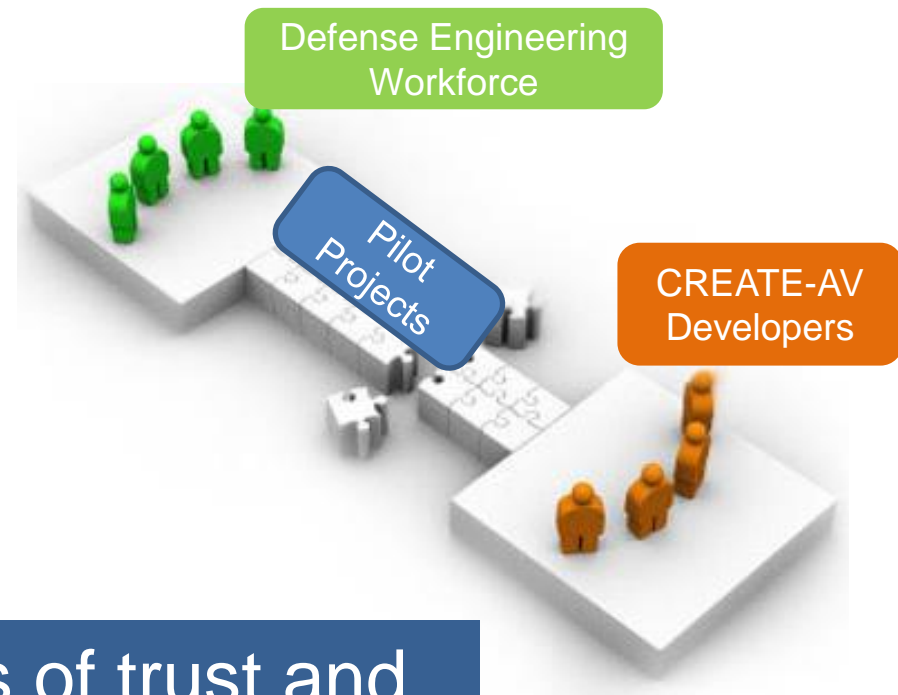 Defense Engineering
Workforce
Pilot
Projects
CREATE-AV
Developers
s of trust and